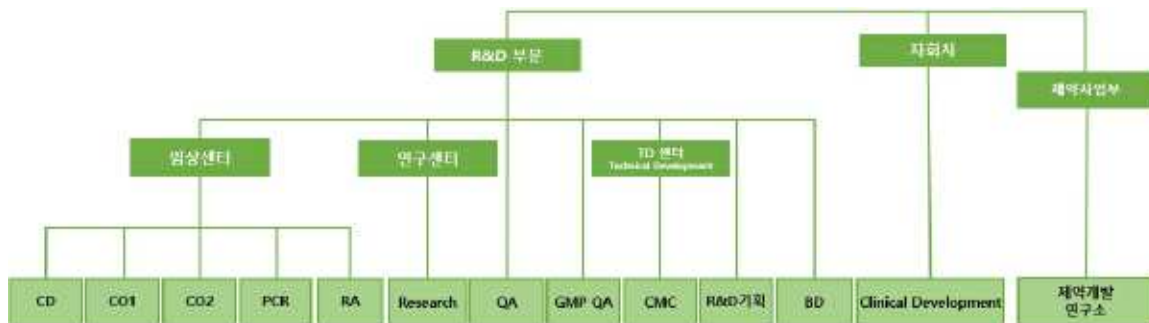 R&D 부문
자회사
제약사업부
임상센터
연구센터
TD 센터
Technical Development
CD
CO1
CO2
PCR
RA
Research
QA
GMP QA
CMC
R&D기획
BD
Clinical Development
제약개발
연구소